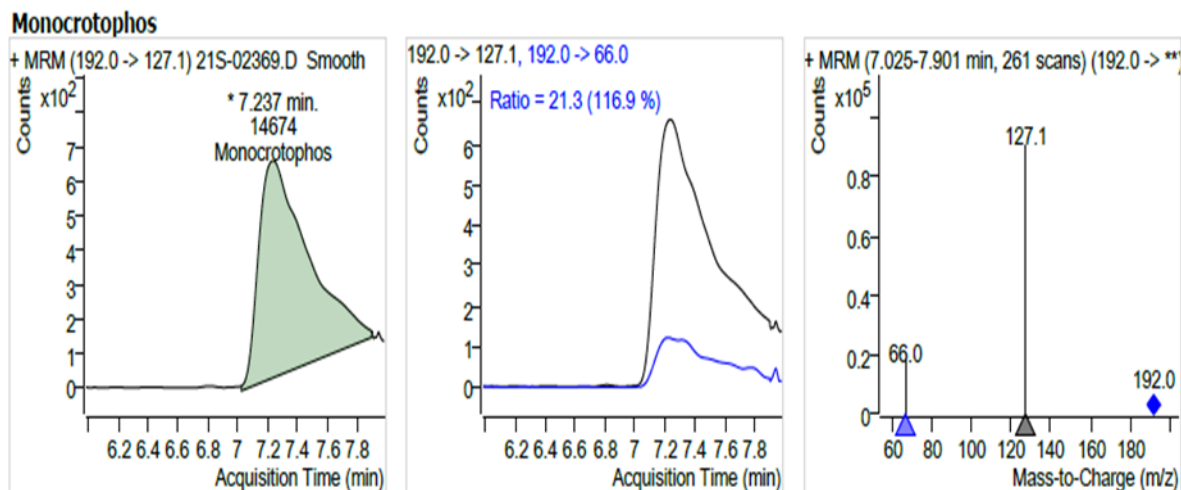 Monocrotophos
+ MRM (192.0 -> 127.1) 21S-02369.D Smooth
Counts
x10²
* 7.237 min.
14674
Monocrotophos
7
6
5
4
3
2
1
0
6.2 6.4 6.6 6.8 7 7.2 7.4 7.6 7.8
Acquisition Time (min)
192.0 -> 127.1, 192.0 -> 66.0
Counts
x10²
Ratio = 21.3 (116.9 %)
6
5
4
3
2
1
0
6.2 6.4 6.6 6.8 7 7.2 7.4 7.6 7.8
Acquisition Time (min)
+ MRM (7.025-7.901 min, 261 scans) (192.0 -> **)
Counts
x10⁵
127.1
0.8
0.6
0.4
0.2
66.0
192.0
0
60 80 100 120 140 160 180
Mass-to-Charge (m/z)